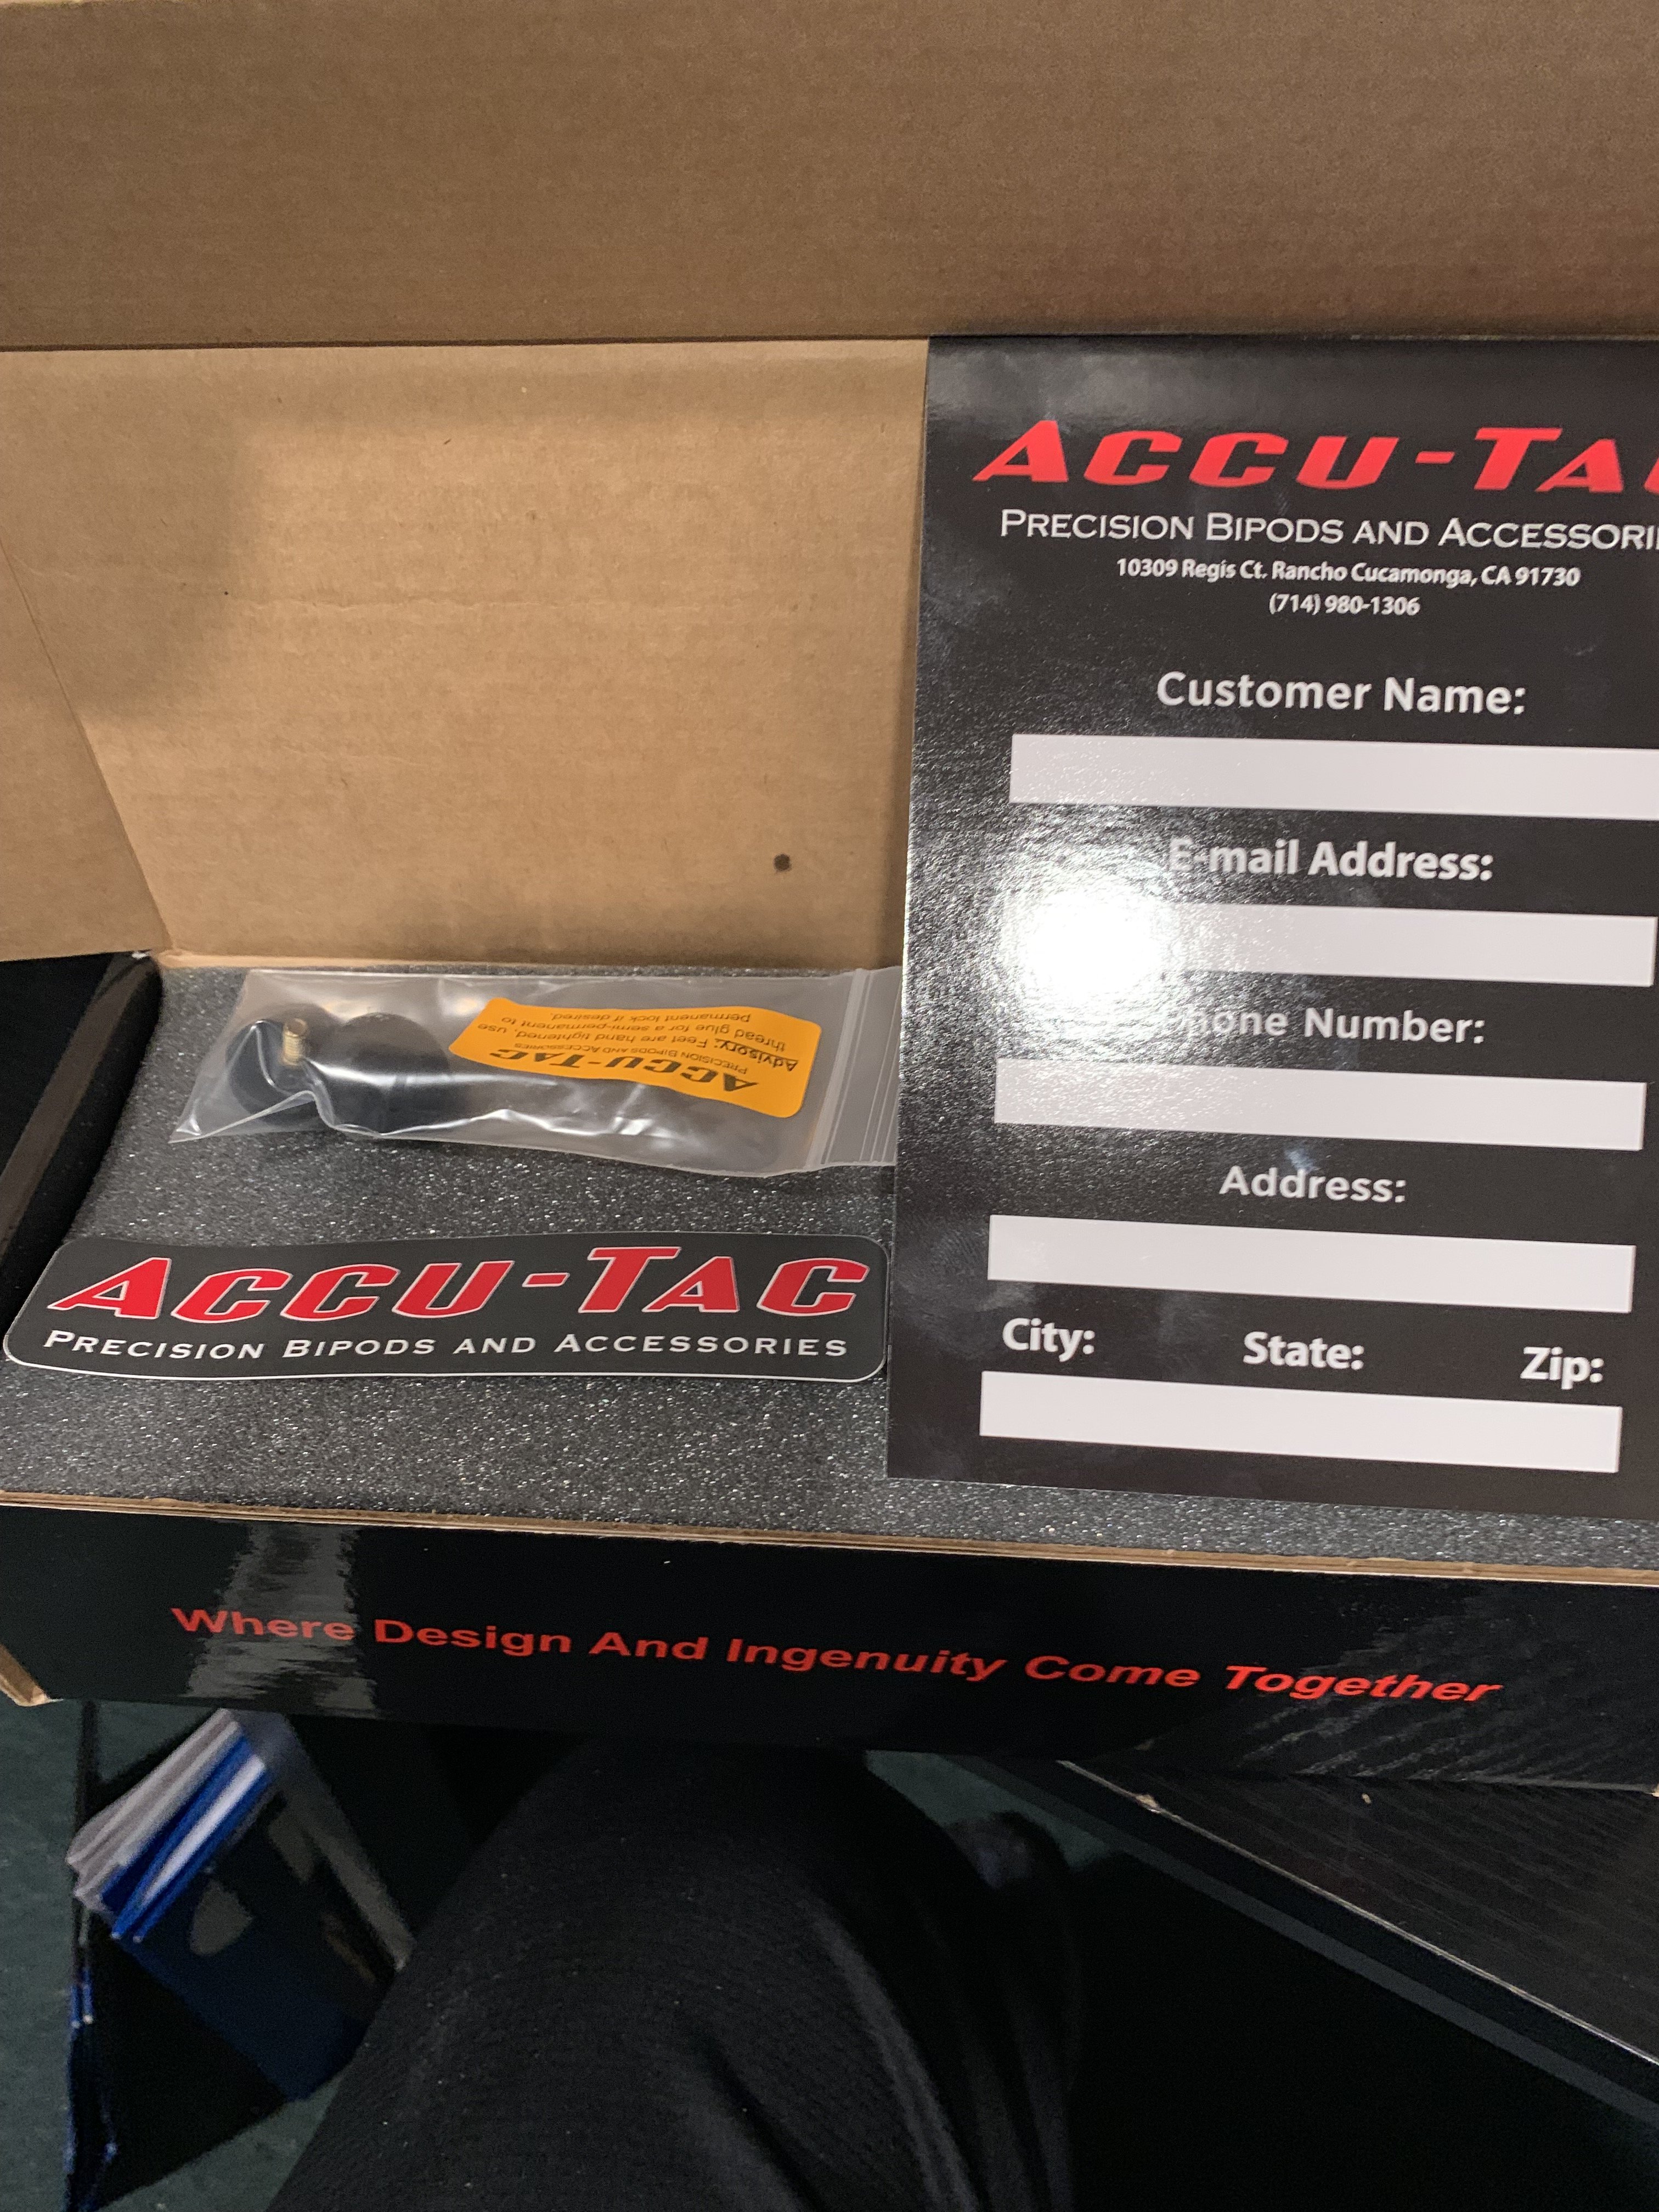 ACCU-TAC
PRECISION BIPODS AND ACCESSORI
10309 Regis Ct. Rancho Cucamonga, CA 91730
(714) 980-1306
Customer Name:
E-mail Address:
Phone Number:
Address:
City: State: Zip:
ACCU-TAC
PRECISION BIPODS AND ACCESSORIES
Advisory: Feet are hand tightened, use
thread glue for a semi-permanent to
permanent lock if desired.
ACCU-TAC
PRECISION BIPODS AND ACCESSORIES
Where Design And Ingenuity Come Together